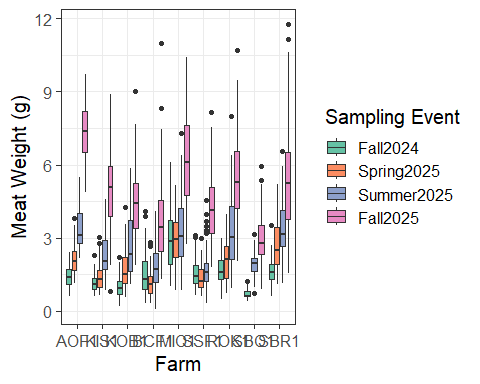 12
9
6
3
0
Meat Weight (g)
Farm
Sampling Event
Fall2024
Spring2025
Summer2025
Fall2025